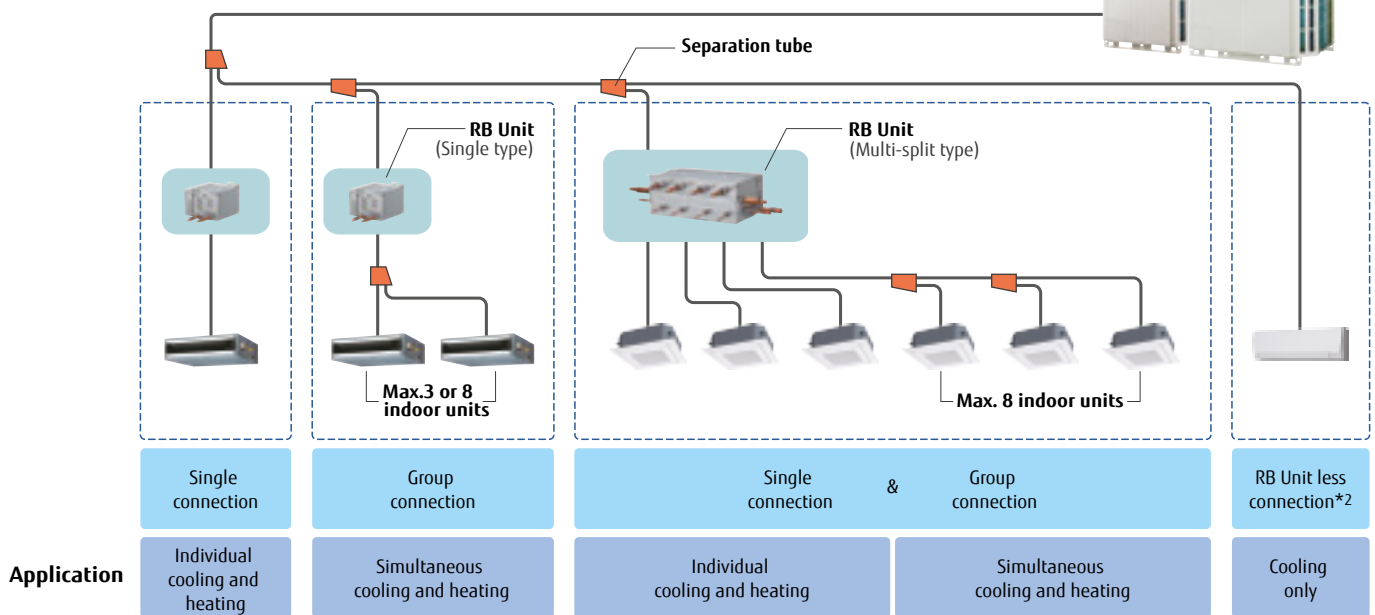 Separation tube
RB Unit
(Single type)
RB Unit
(Multi-split type)
Max.3 or 8
indoor units
Max. 8 indoor units
Single
connection
Group
connection
Single
connection
&
Group
connection
RB Unit less
connection*2
Application
Individual
cooling and
heating
Simultaneous
cooling and heating
Individual
cooling and heating
Simultaneous
cooling and heating
Cooling
only